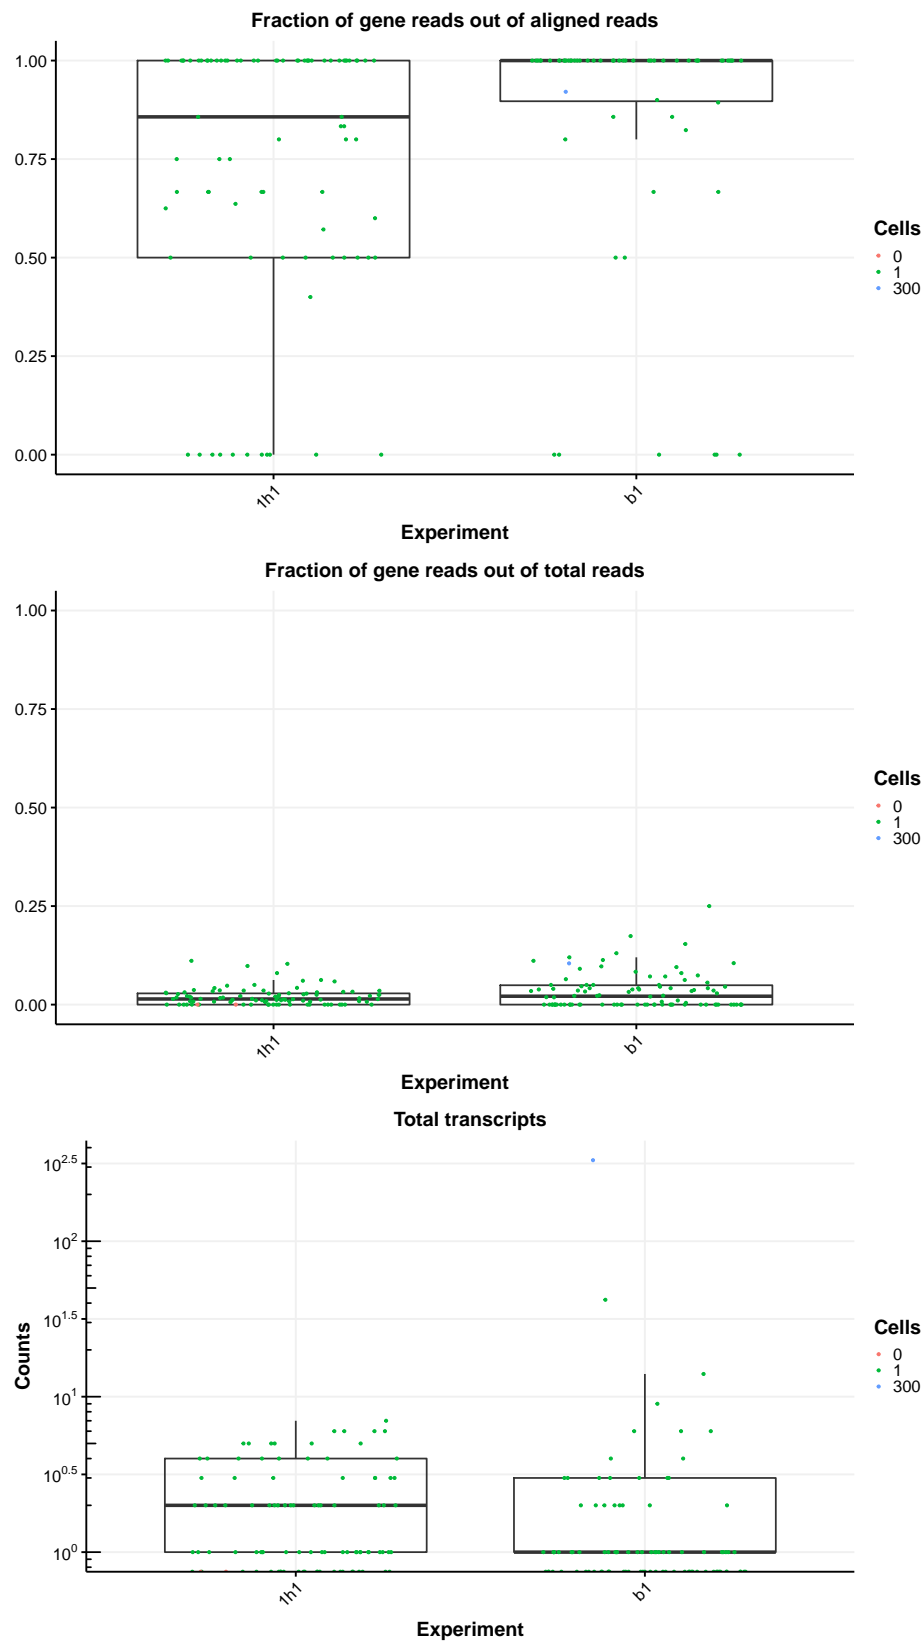 Fraction of gene reads out of aligned reads
1.00
0.75
0.50
0.25
0.00
1h1
b1
Experiment
Cells
0
1
300
Fraction of gene reads out of total reads
1.00
0.75
0.50
0.25
0.00
1h1
b1
Experiment
Cells
0
1
300
Total transcripts
Counts
10^2.5
10^2
10^1.5
10^1
10^0.5
10^0
1h1
b1
Experiment
Cells
0
1
300